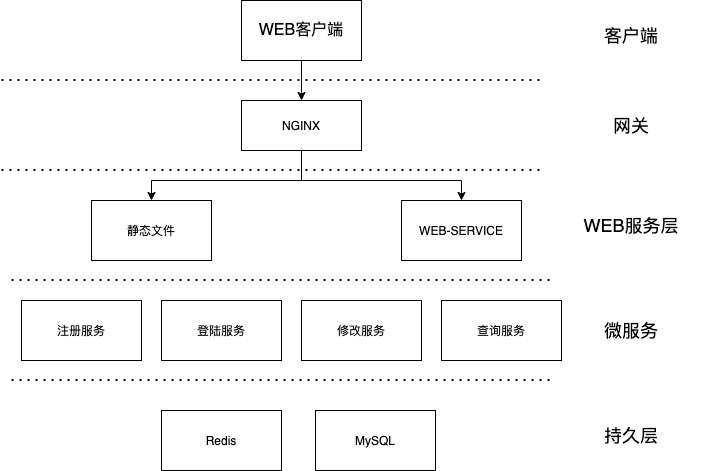 WEB客户端
客户端
NGINX
网关
静态文件
WEB-SERVICE
WEB服务层
注册服务
登陆服务
修改服务
查询服务
微服务
Redis
MySQL
持久层